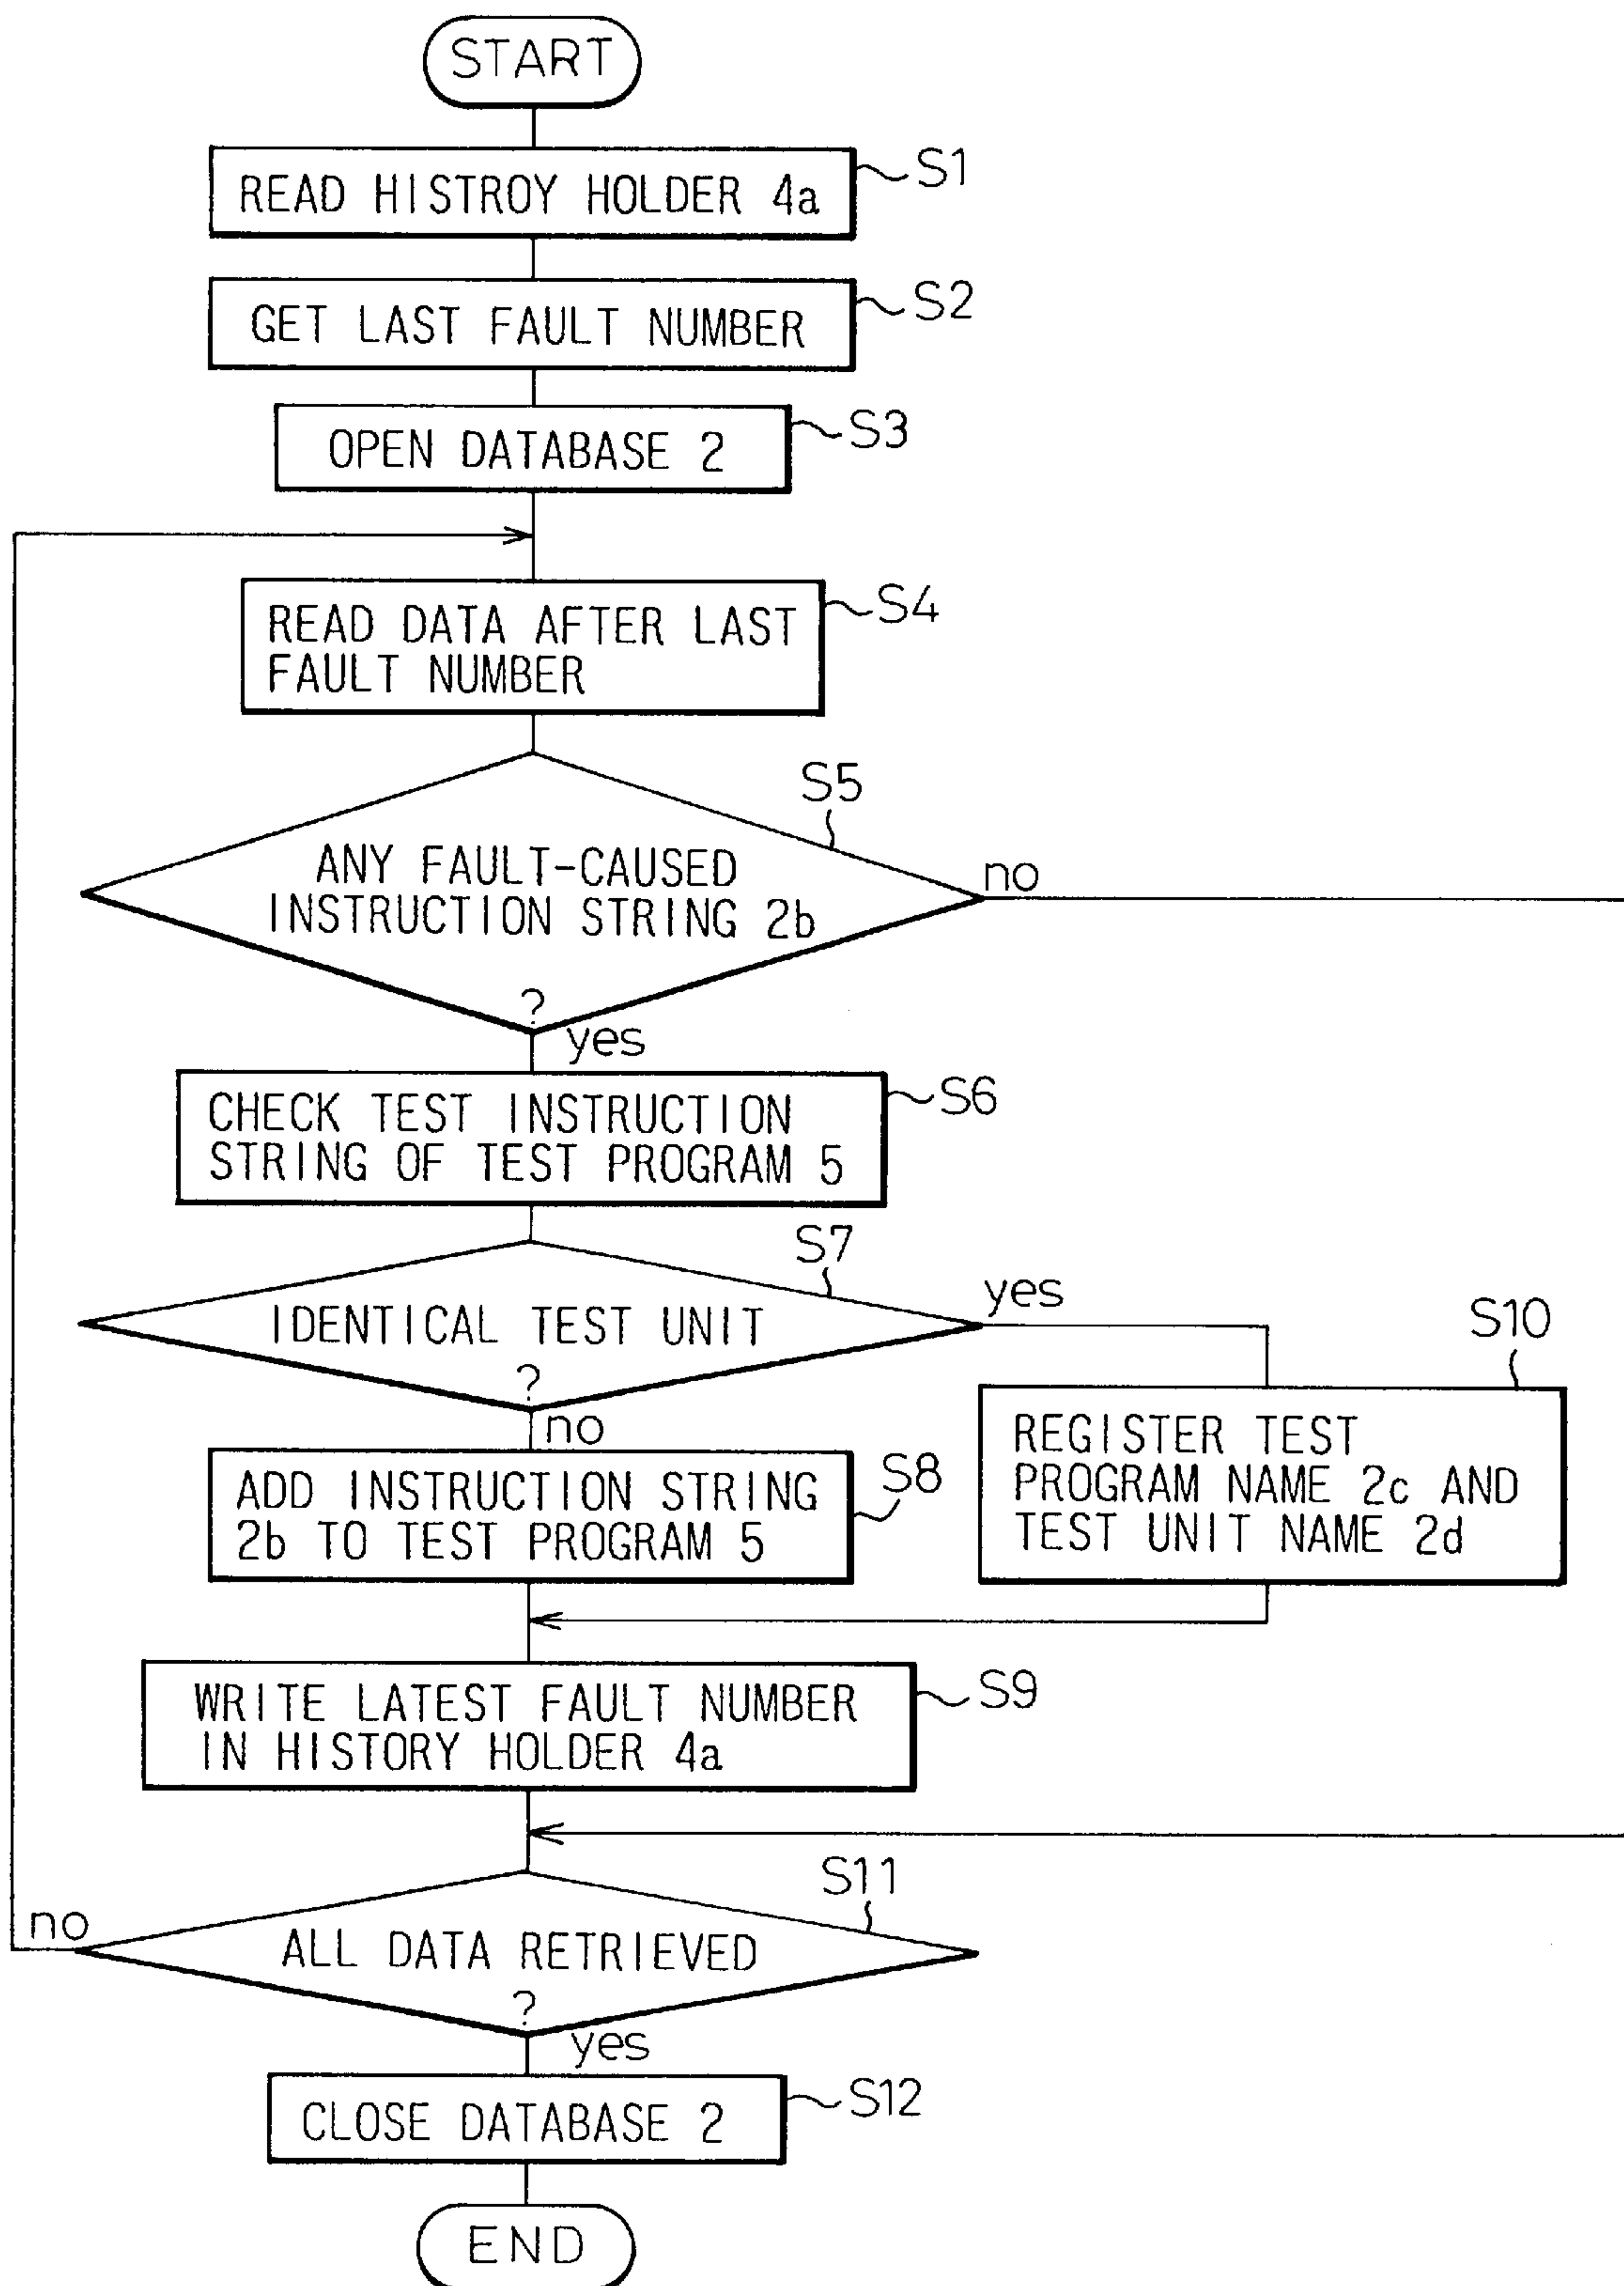 START
READ HISTROY HOLDER 4a
S1
GET LAST FAULT NUMBER
S2
OPEN DATABASE 2
S3
READ DATA AFTER LAST
FAULT NUMBER
S4
S5
ANY FAULT-CAUSED
INSTRUCTION STRING 2b
?
no
yes
CHECK TEST INSTRUCTION
STRING OF TEST PROGRAM 5
S6
S7
IDENTICAL TEST UNIT
?
yes
no
S10
REGISTER TEST
PROGRAM NAME 2c AND
TEST UNIT NAME 2d
ADD INSTRUCTION STRING
2b TO TEST PROGRAM 5
S8
WRITE LATEST FAULT NUMBER
IN HISTORY HOLDER 4a
S9
S11
no
ALL DATA RETRIEVED
?
yes
CLOSE DATABASE 2
S12
END